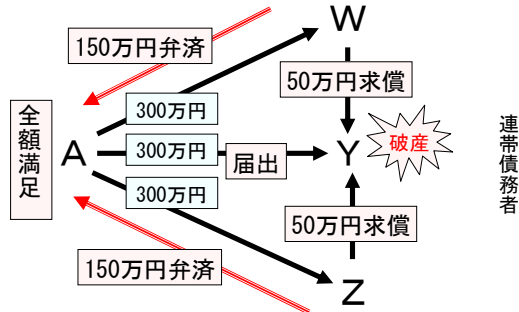 W
150万円弁済
50万円求償
全額満足
300万円
A
300万円
届出
Y
破産
連帯債務者
300万円
50万円求償
150万円弁済
Z